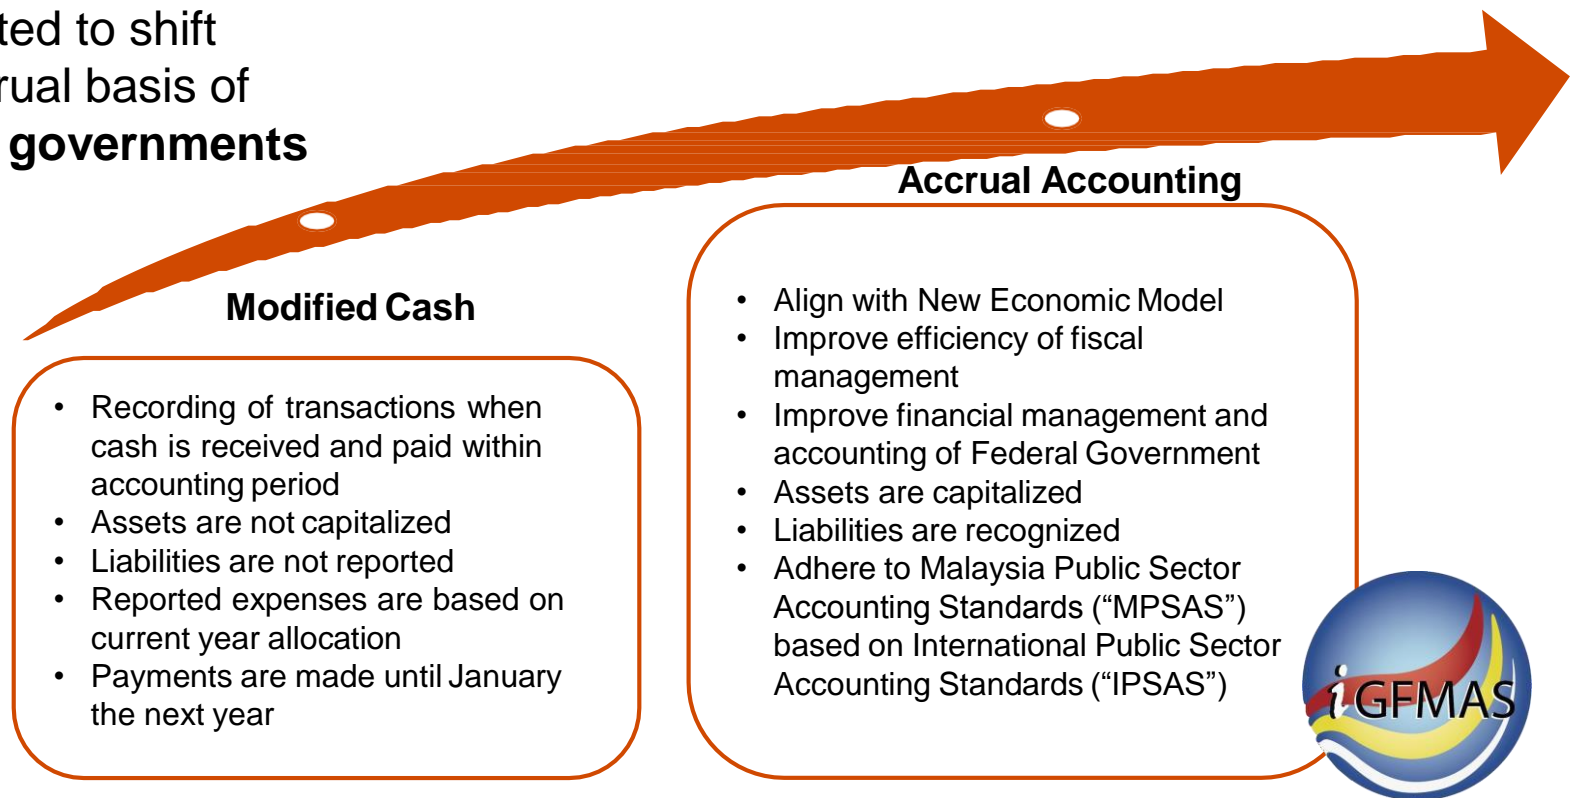 ted to shift
rual basis of
governments
Accrual Accounting
Modified Cash
• Recording of transactions when
cash is received and paid within
accounting period
• Assets are not capitalized
• Liabilities are not reported
• Reported expenses are based on
current year allocation
• Payments are made until January
the next year
• Align with New Economic Model
• Improve efficiency of fiscal
management
• Improve financial management and
accounting of Federal Government
• Assets are capitalized
• Liabilities are recognized
• Adhere to Malaysia Public Sector
Accounting Standards (“MPSAS”)
based on International Public Sector
Accounting Standards (“IPSAS”)
iGFMAS